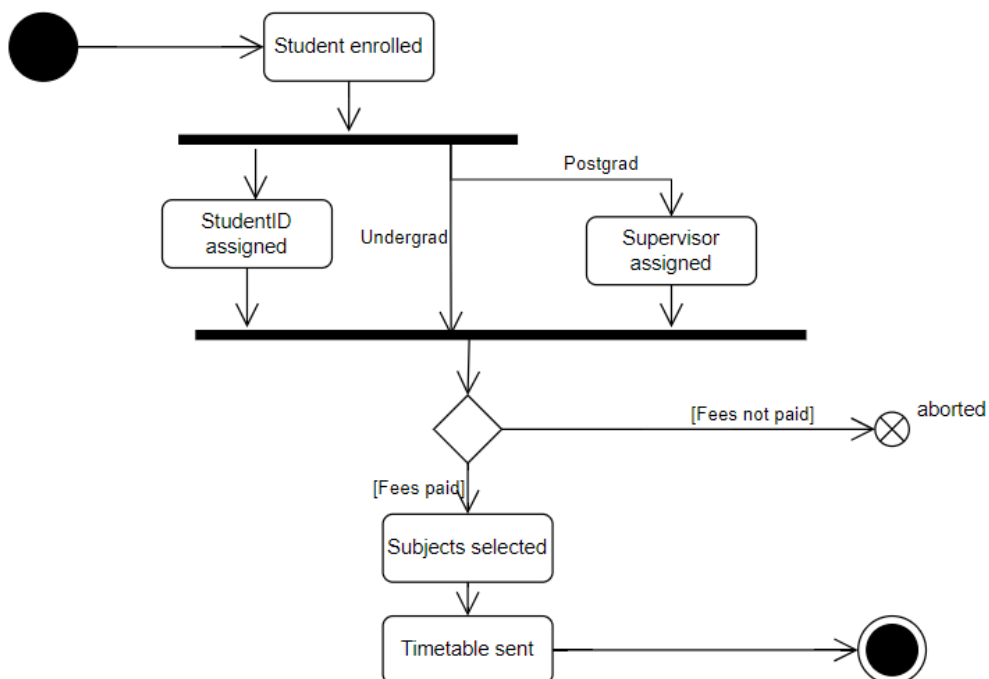 Student enrolled
Postgrad
StudentID
assigned
Undergrad
Supervisor
assigned
[Fees not paid]
aborted
[Fees paid]
Subjects selected
Timetable sent